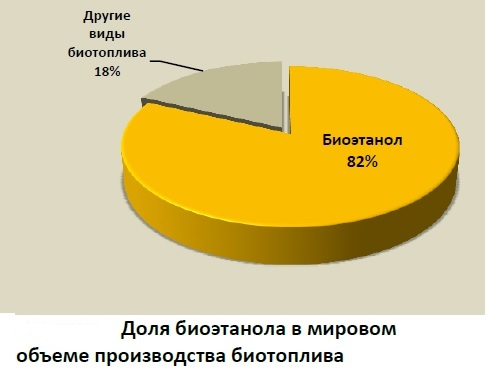 Другие
виды
биотоплива
18%
Биоэтанол
82%
Доля биоэтанола в мировом
объеме производства биотоплива